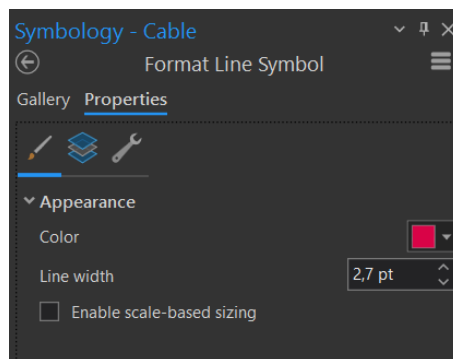 Symbology - Cable
Format Line Symbol
Gallery Properties
Appearance
Color
Line width 2,7 pt
Enable scale-based sizing